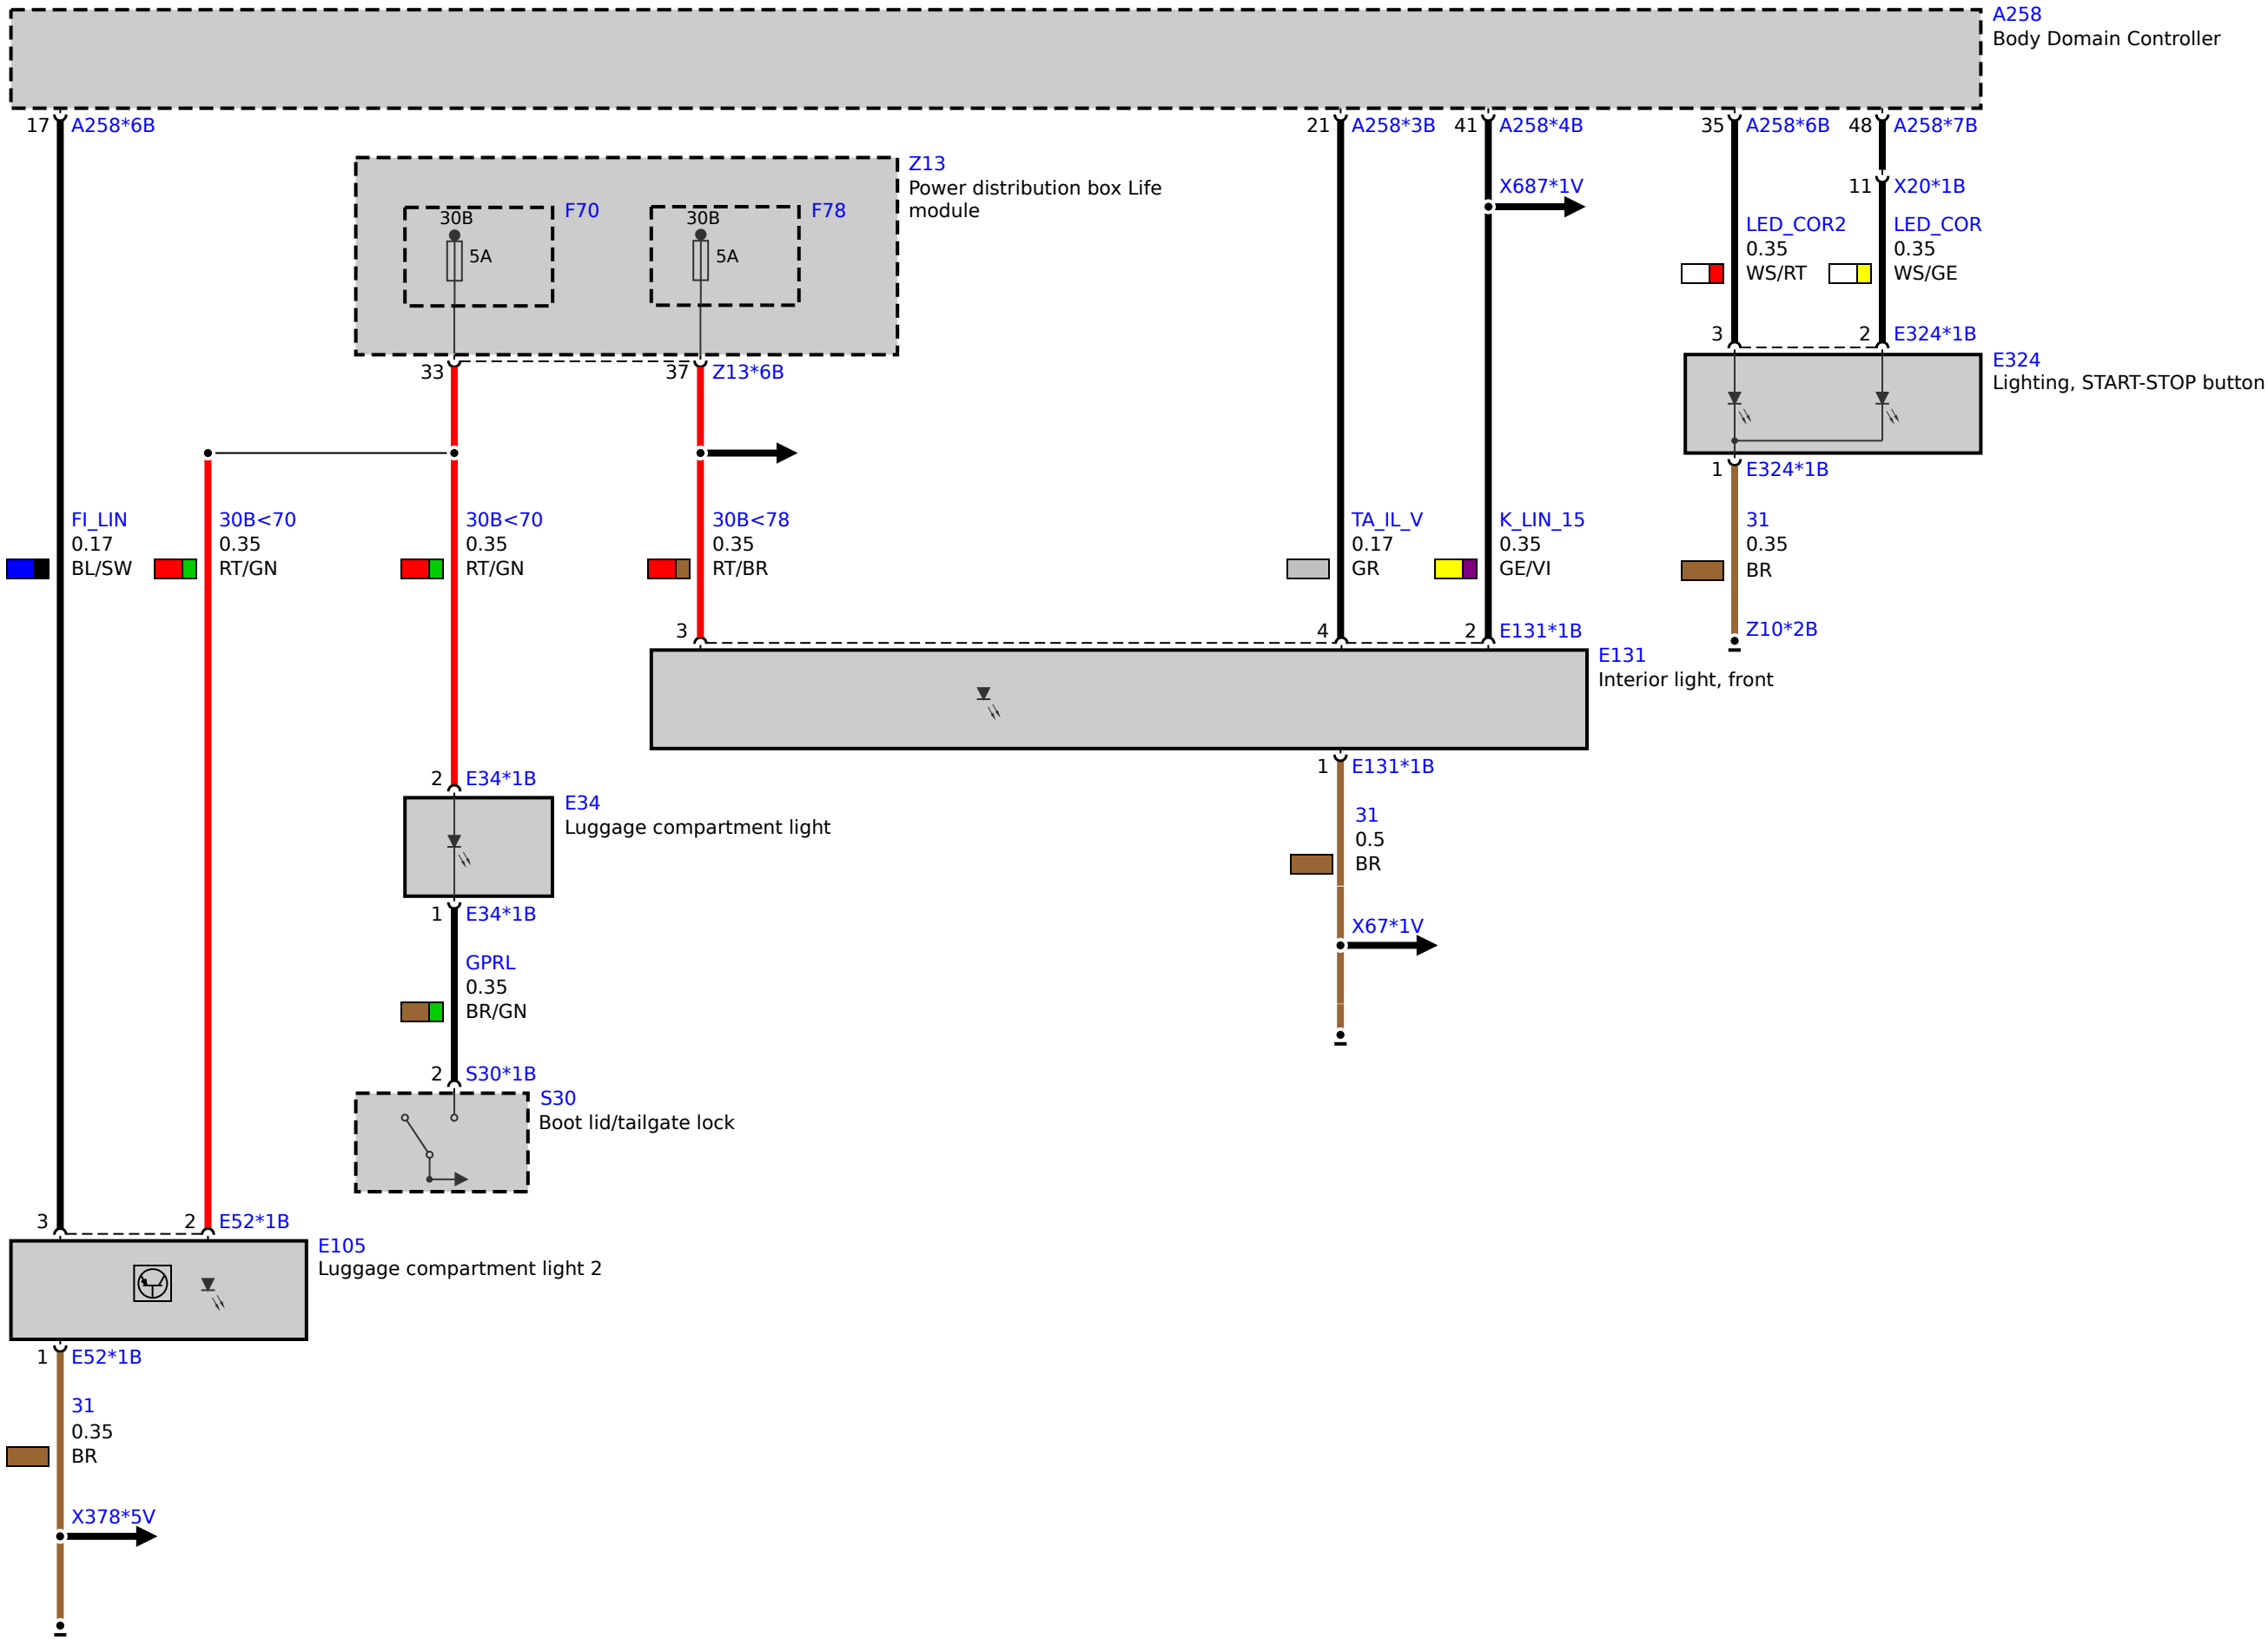 A258
Body Domain Controller
17 A258*6B
21 A258*3B
41 A258*4B
35 A258*6B
48 A258*7B
Z13
Power distribution box Life
module
X687*1V
11 X20*1B
30B
F70
30B
F78
5A
5A
LED_COR2
0.35
WS/RT
LED_COR
0.35
WS/GE
3
2 E324*1B
E324
Lighting, START-STOP button
33
37 Z13*6B
1 E324*1B
FI_LIN
0.17
BL/SW
30B<70
0.35
RT/GN
30B<70
0.35
RT/GN
30B<78
0.35
RT/BR
TA_IL_V
0.17
GR
K_LIN_15
0.35
GE/VI
31
0.35
BR
Z10*2B
3
4
2 E131*1B
E131
Interior light, front
2 E34*1B
1 E131*1B
E34
Luggage compartment light
31
0.5
BR
1 E34*1B
X67*1V
GPRL
0.35
BR/GN
2 S30*1B
S30
Boot lid/tailgate lock
3
2 E52*1B
E105
Luggage compartment light 2
1 E52*1B
31
0.35
BR
X378*5V